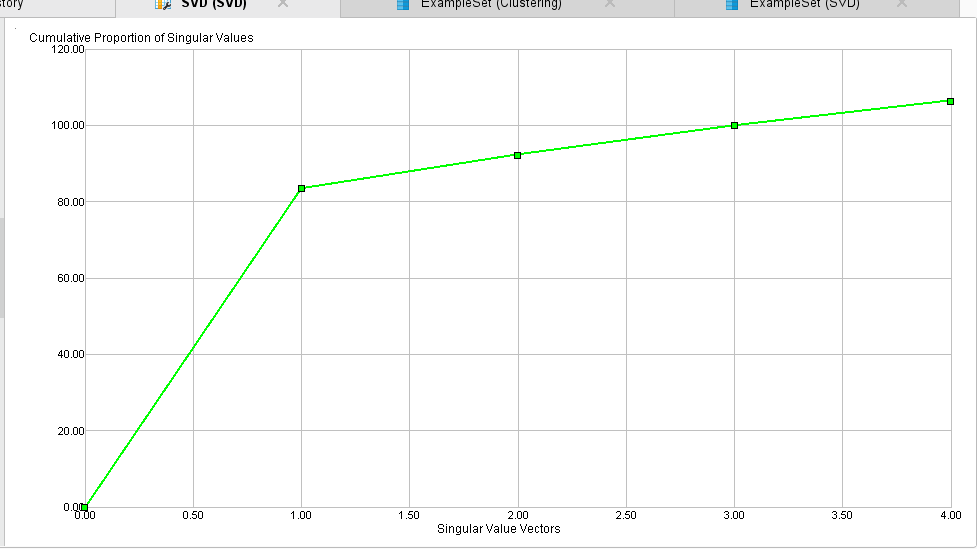 story
SVD (SVD)
ExampleSet (Clustering)
ExampleSet (SVD)
Cumulative Proportion of Singular Values
120.00
100.00
80.00
60.00
40.00
20.00
0.00
0.00 0.50 1.00 1.50 2.00 2.50 3.00 3.50 4.00
Singular Value Vectors